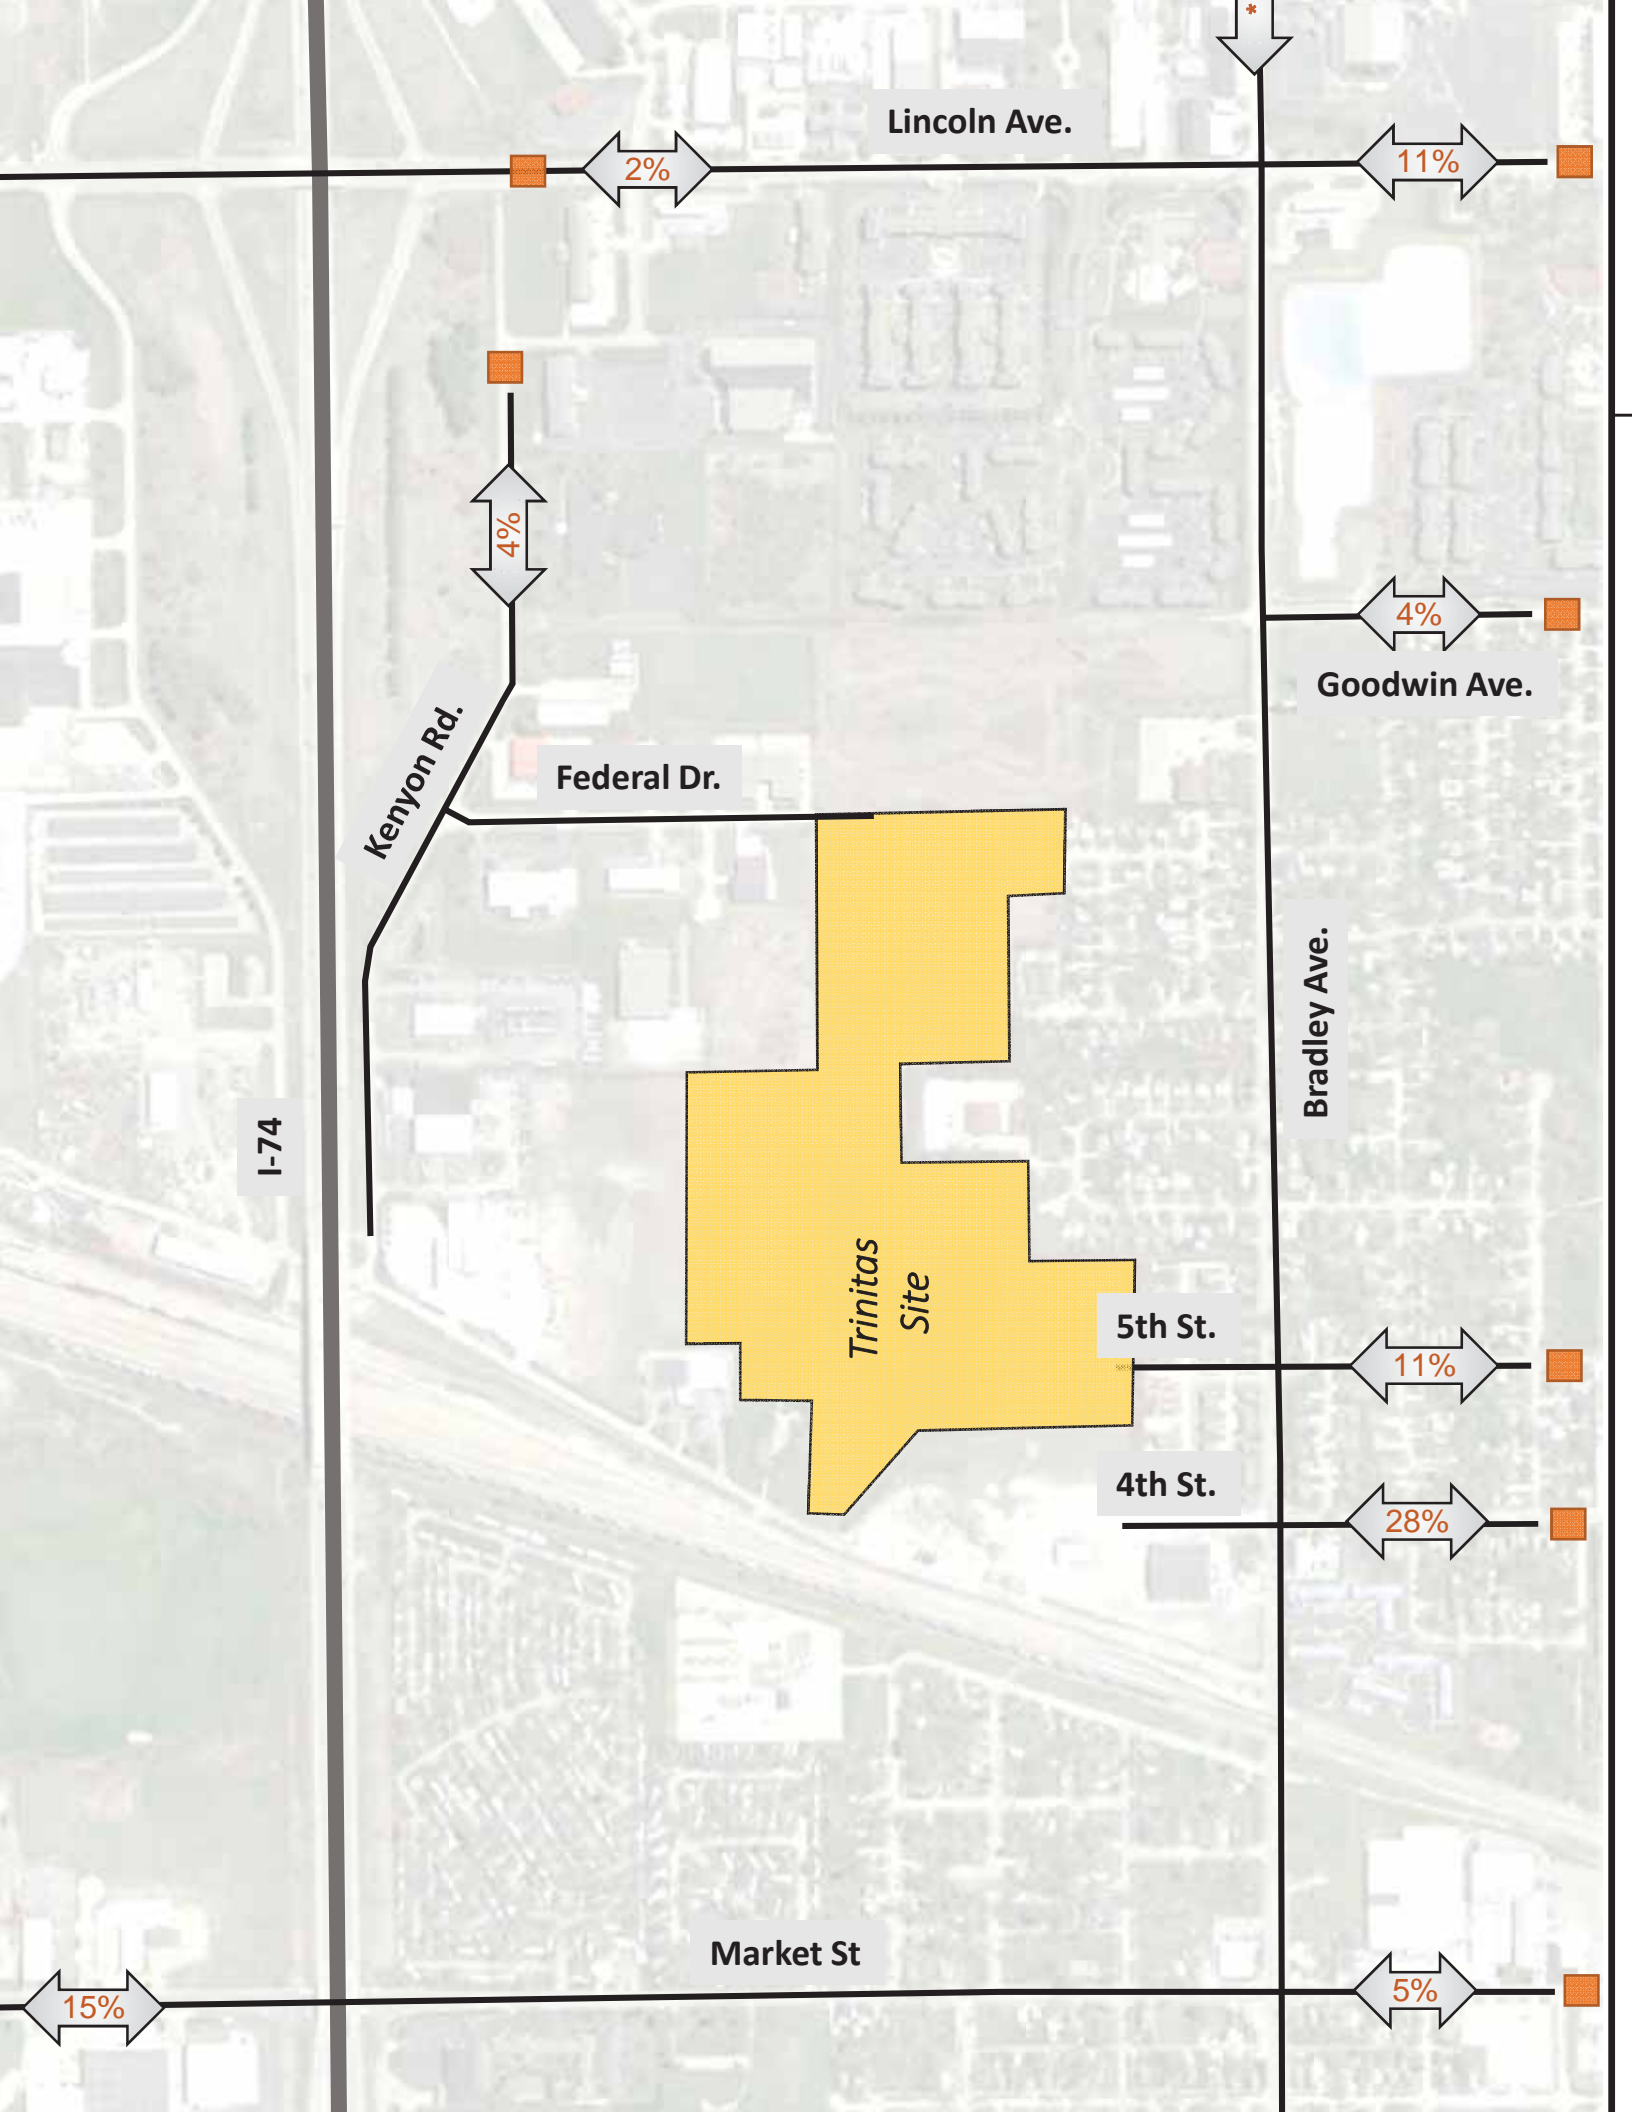 *
Lincoln Ave.
2%
11%
4%
4%
Goodwin Ave.
Kenyon Rd.
Federal Dr.
Bradley Ave.
I-74
Trinitas
Site
5th St.
11%
4th St.
28%
Market St
15%
5%